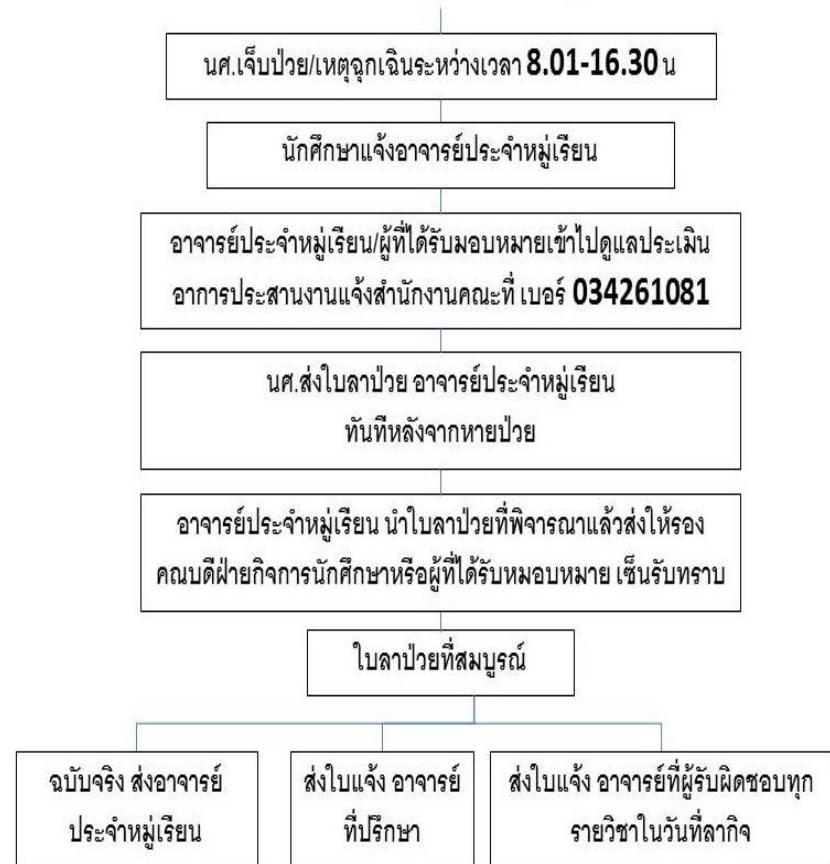 นศ.เจ็บป่วย/เหตุฉุกเฉินระหว่างเวลา 8.01-16.30 น
นักศึกษาแจ้งอาจารย์ประจำหมู่เรียน
อาจารย์ประจำหมู่เรียน/ผู้ที่ได้รับมอบหมายเข้าไปดูแลประเมิน
อาการประสานงานแจ้งสำนักงานคณะที่ เบอร์ 034261081
นศ.ส่งใบลาป่วย อาจารย์ประจำหมู่เรียน
ทันทีหลังจากหายป่วย
อาจารย์ประจำหมู่เรียน นำใบลาป่วยที่พิจารณาแล้วส่งให้รอง
คณบดีฝ่ายกิจการนักศึกษาหรือผู้ที่ได้รับหมอบหมาย เซ็นรับทราบ
ใบลาป่วยที่สมบูรณ์
ฉบับจริง ส่งอาจารย์
ประจำหมู่เรียน
ส่งใบแจ้ง อาจารย์
ที่ปรึกษา
ส่งใบแจ้ง อาจารย์ที่ผู้รับผิดชอบทุก
รายวิชาในวันที่ลากิจ